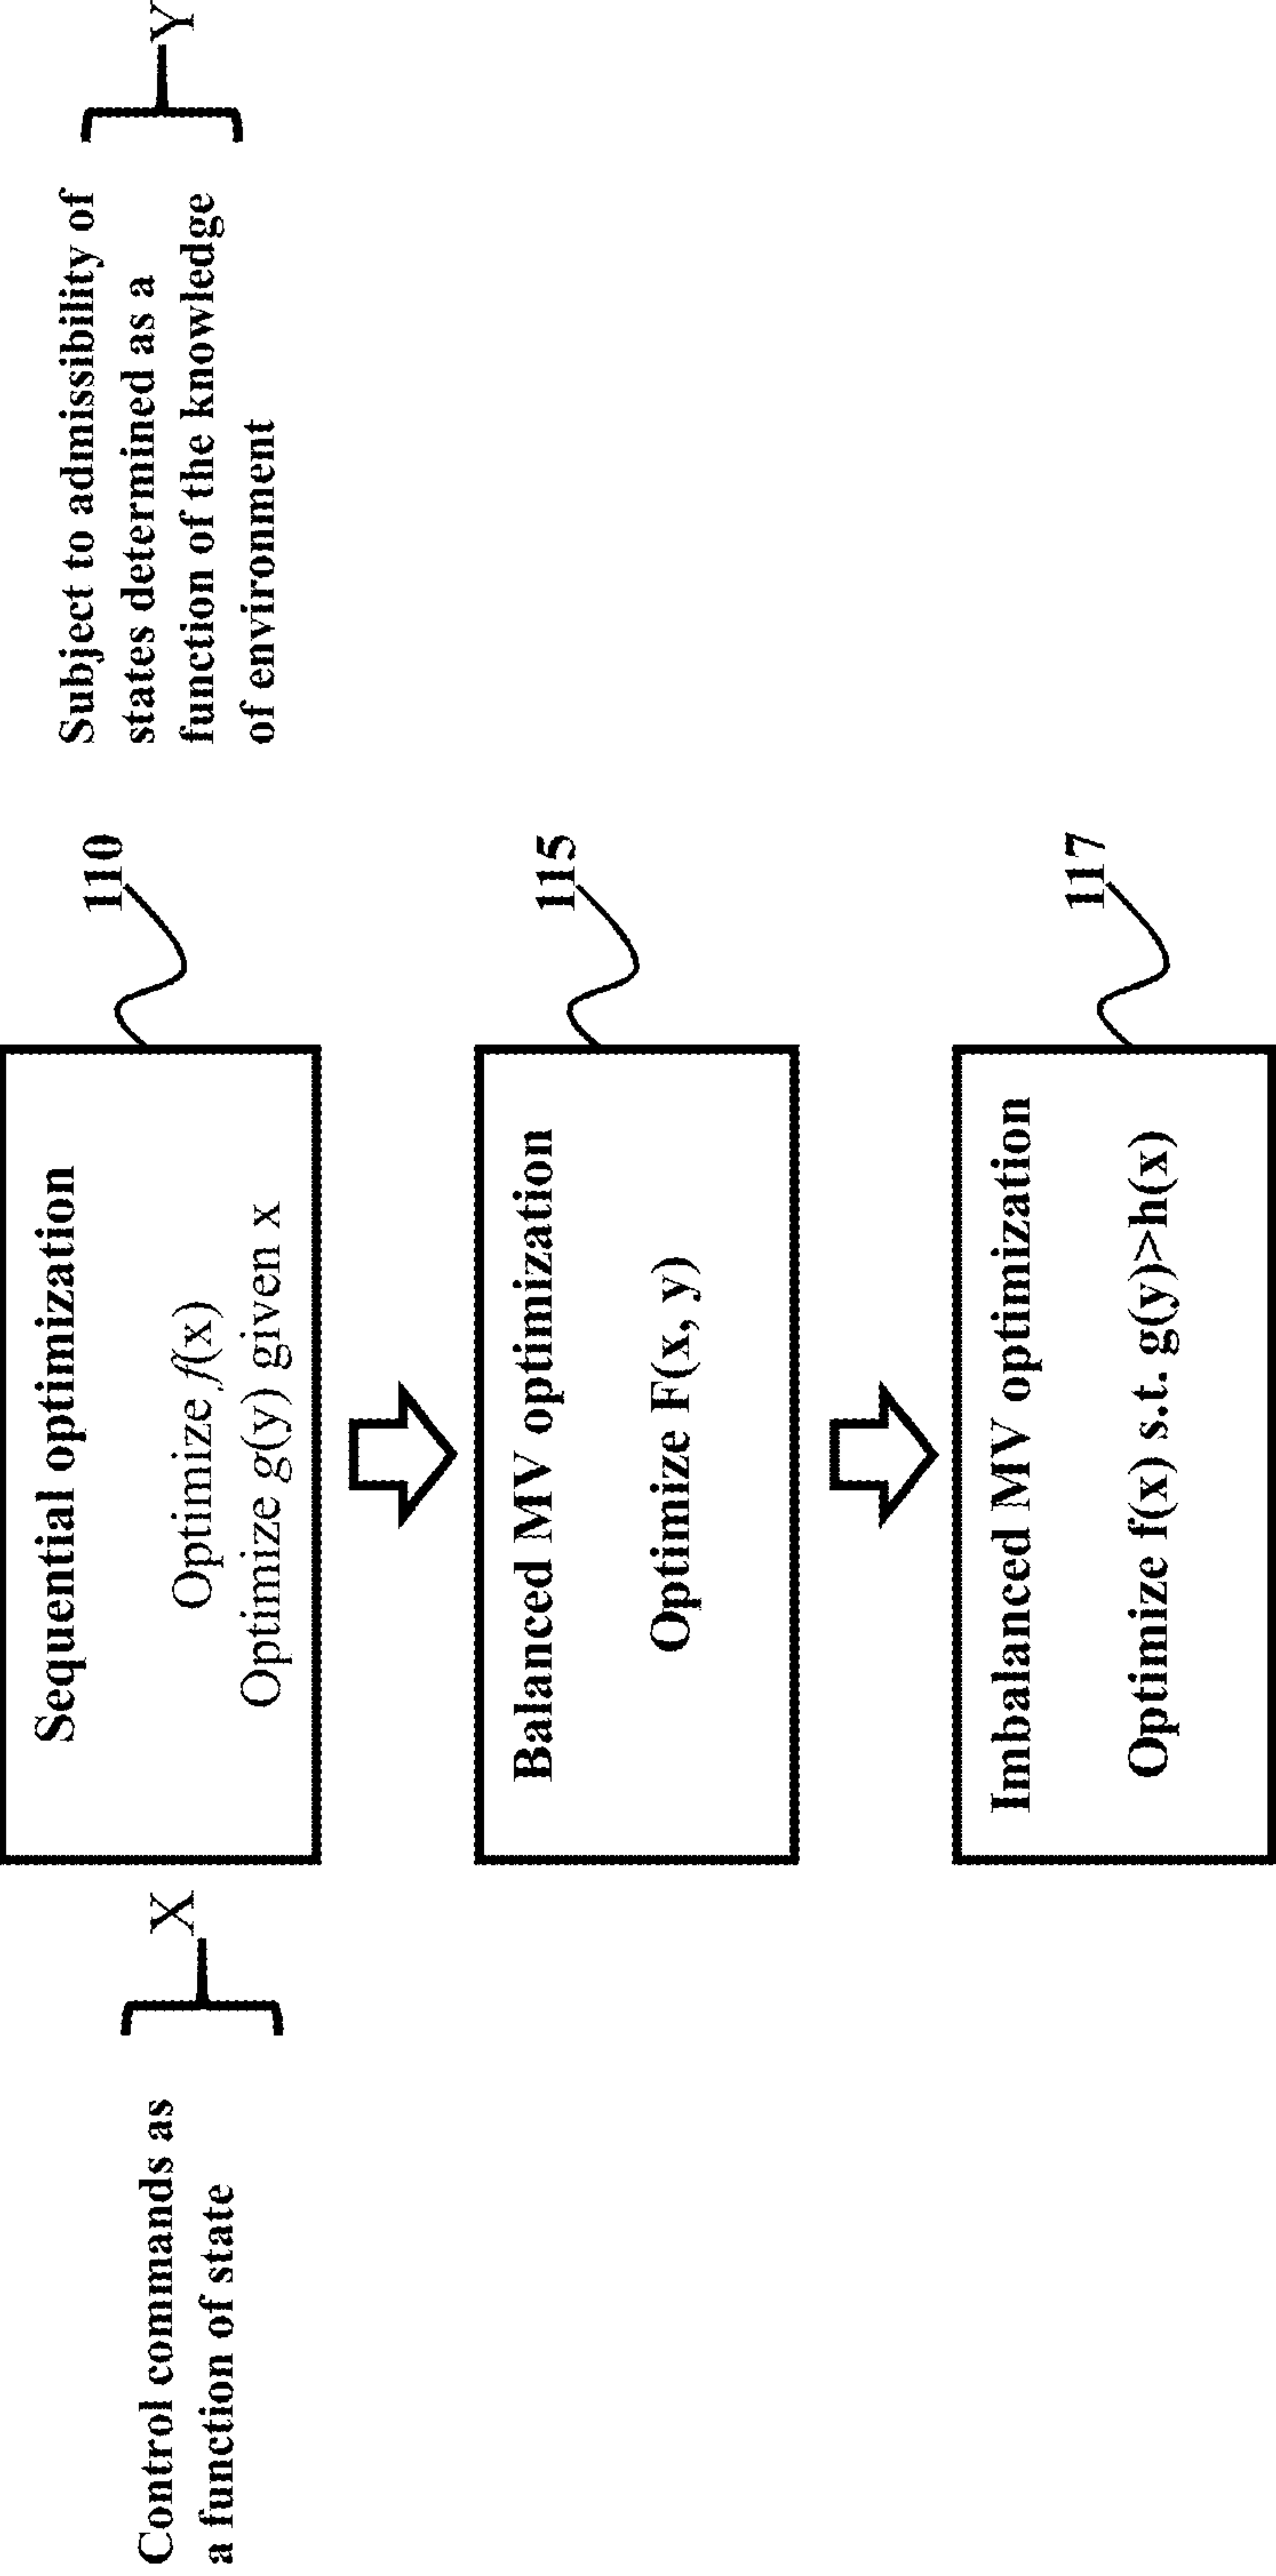 Control commands as
a function of state
X
Sequential optimization
Optimize f(x)
Optimize g(y) given x
110
Subject to admissibility of
states determined as a
function of the knowledge
of environment
Y
Balanced MV optimization
Optimize F(x, y)
115
Imbalanced MV optimization
Optimize f(x) s.t. g(y)>h(x)
117